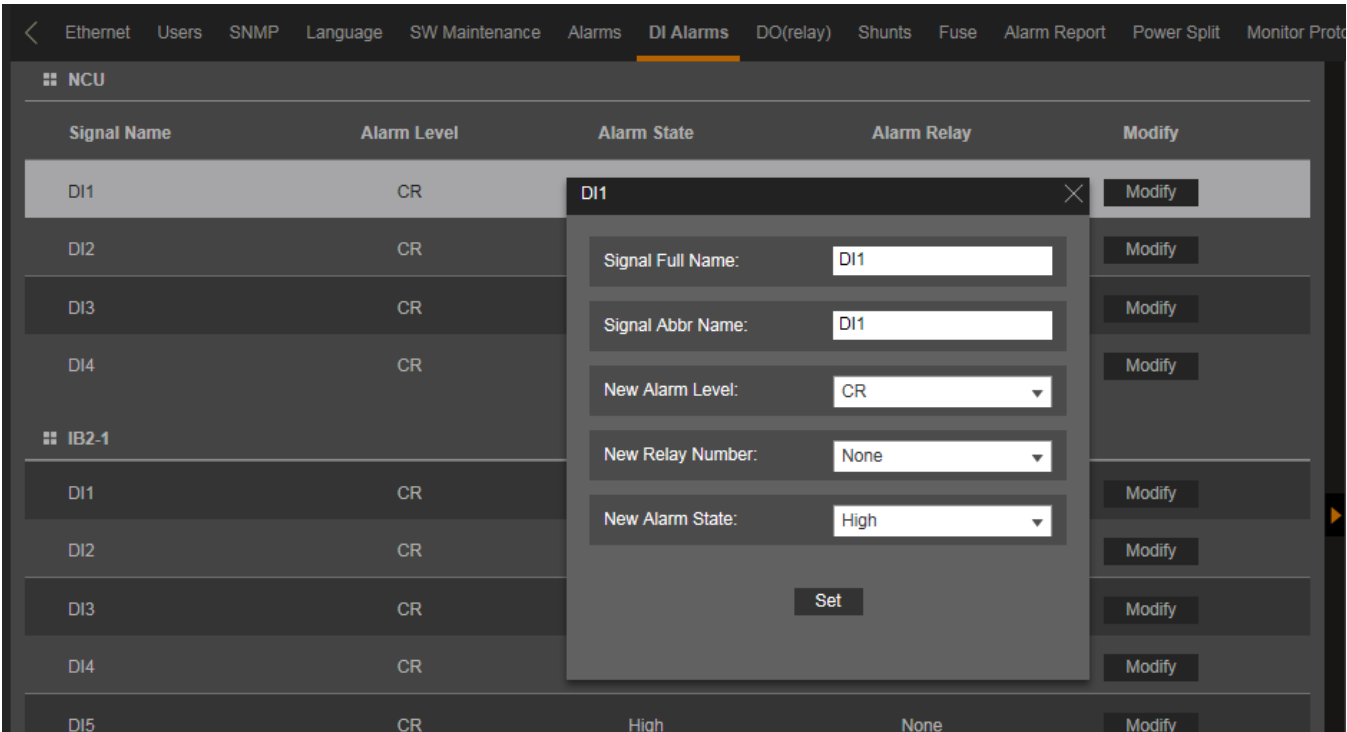 Ethernet Users SNMP Language SW Maintenance Alarms DI Alarms DO(relay) Shunts Fuse Alarm Report Power Split Monitor Proto
NCU
Signal Name Alarm Level Alarm State Alarm Relay Modify
DI1 CR Modify
DI2 CR Modify
DI3 CR Modify
DI4 CR Modify
IB2-1
DI1 CR Modify
DI2 CR Modify
DI3 CR Modify
DI4 CR Modify
DI5 CR High None Modify
DI1
Signal Full Name: DI1
Signal Abbr Name: DI1
New Alarm Level: CR
New Relay Number: None
New Alarm State: High
Set